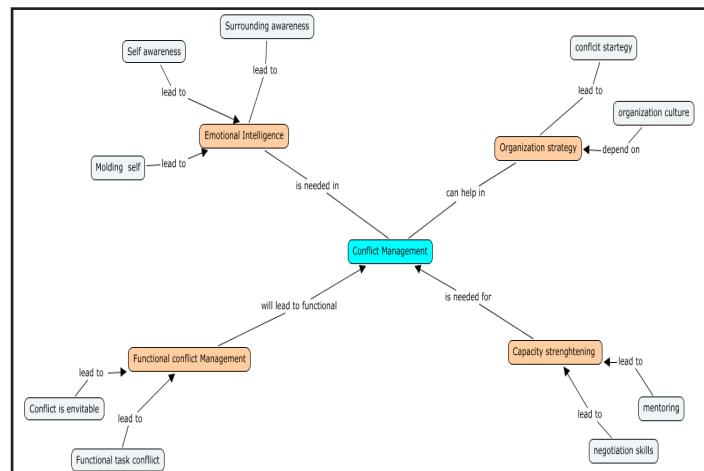 Surrounding awareness
Self awareness
lead to
lead to
Emotional Intelligence
Molding self
lead to
is needed in
conflcit startegy
lead to
organization culture
Organization strategy
depend on
can help in
Conflict Management
will lead to functional
is needed for
Functional conflict Management
lead to
Conflict is envitable
lead to
Functional task confllict
Capacity strenghtening
lead to
mentoring
lead to
negotiation skills